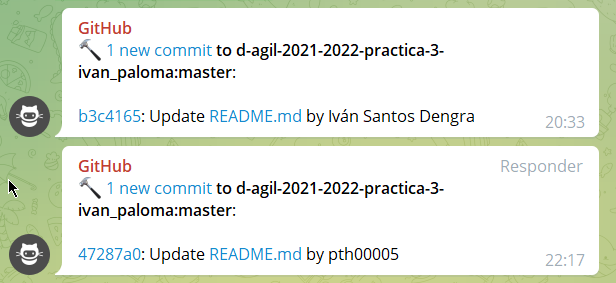 GitHub
🔨 1 new commit to d-agil-2021-2022-practica-3-
ivan_paloma:master:
b3c4165: Update README.md by Iván Santos Dengra
20:33
GitHub Responder
🔨 1 new commit to d-agil-2021-2022-practica-3-
ivan_paloma:master:
47287a0: Update README.md by pth00005
22:17